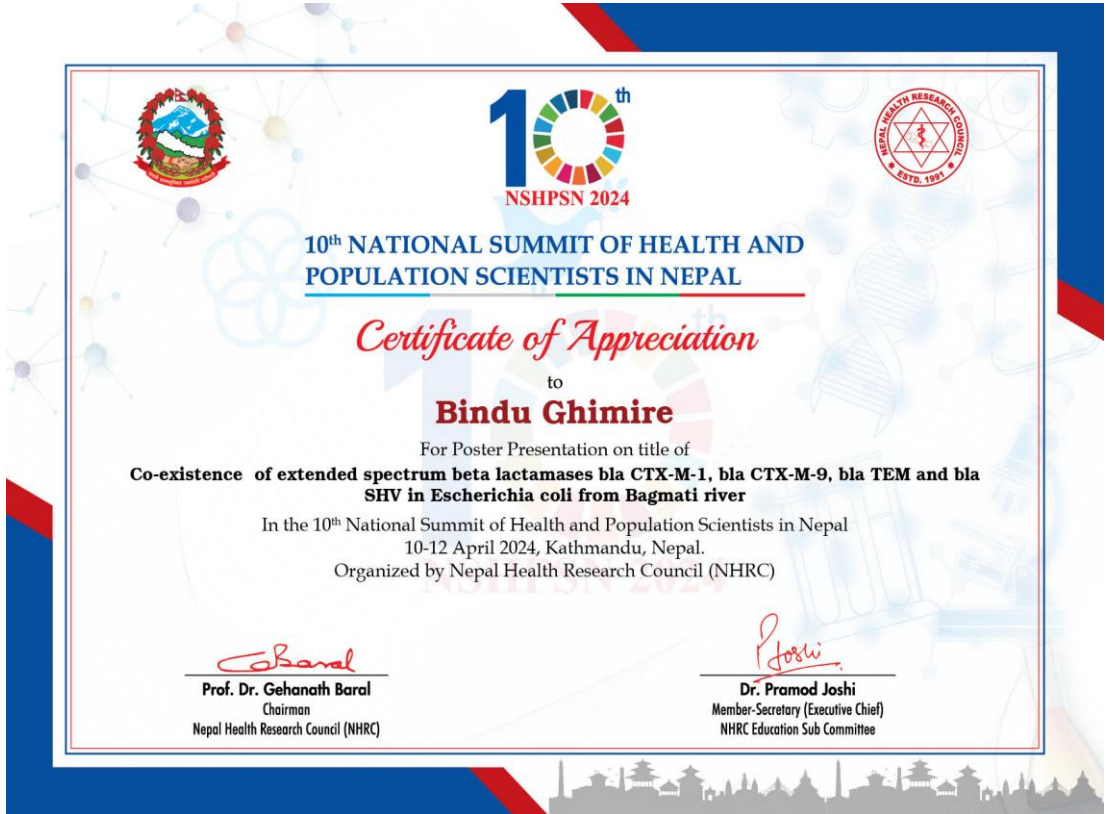 10th
NSHPSN 2024
NEPAL HEALTH RESEARCH COUNCIL
ESTD. 1991
10th NATIONAL SUMMIT OF HEALTH AND
POPULATION SCIENTISTS IN NEPAL
Certificate of Appreciation
to
Bindu Ghimire
For Poster Presentation on title of
Co-existence of extended spectrum beta lactamases bla CTX-M-1, bla CTX-M-9, bla TEM and bla
SHV in Escherichia coli from Bagmati river
In the 10th National Summit of Health and Population Scientists in Nepal
10-12 April 2024, Kathmandu, Nepal.
Organized by Nepal Health Research Council (NHRC)
NSHPSN 2024
GBaral
PJoshi
Prof. Dr. Gehanath Baral
Chairman
Nepal Health Research Council (NHRC)
Dr. Pramod Joshi
Member-Secretary (Executive Chief)
NHRC Education Sub Committee